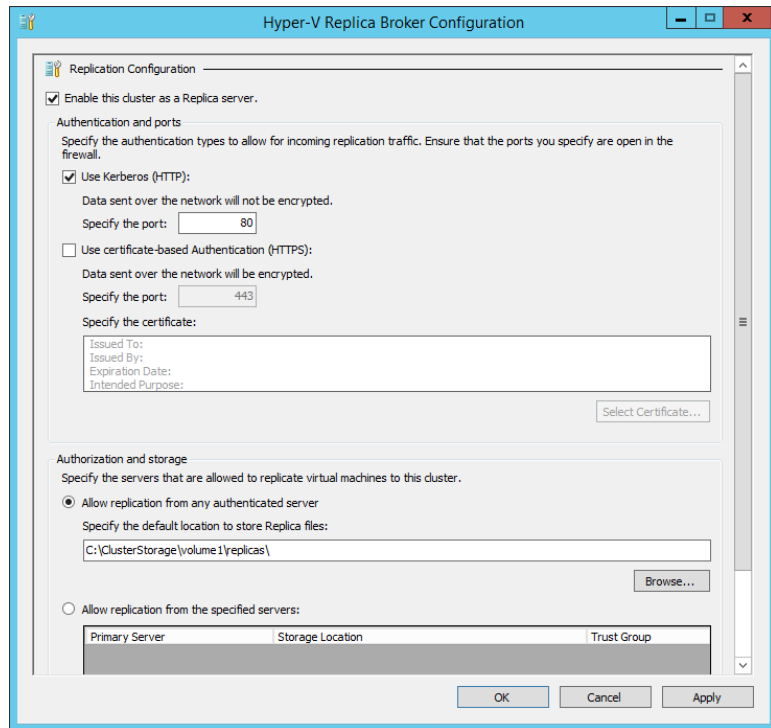 Hyper-V Replica Broker Configuration
Replication Configuration
Enable this cluster as a Replica server.
Authentication and ports
Specify the authentication types to allow for incoming replication traffic. Ensure that the ports you specify are open in the
firewall.
Use Kerberos (HTTP):
Data sent over the network will not be encrypted.
Specify the port: 80
Use certificate-based Authentication (HTTPS):
Data sent over the network will be encrypted.
Specify the port: 443
Specify the certificate:
Issued To:
Issued By:
Expiration Date:
Intended Purpose:
Select Certificate...
Authorization and storage
Specify the servers that are allowed to replicate virtual machines to this cluster.
Allow replication from any authenticated server
Specify the default location to store Replica files:
C:\ClusterStorage\volume1\replicas\
Browse...
Allow replication from the specified servers:
Primary Server Storage Location Trust Group
OK Cancel Apply